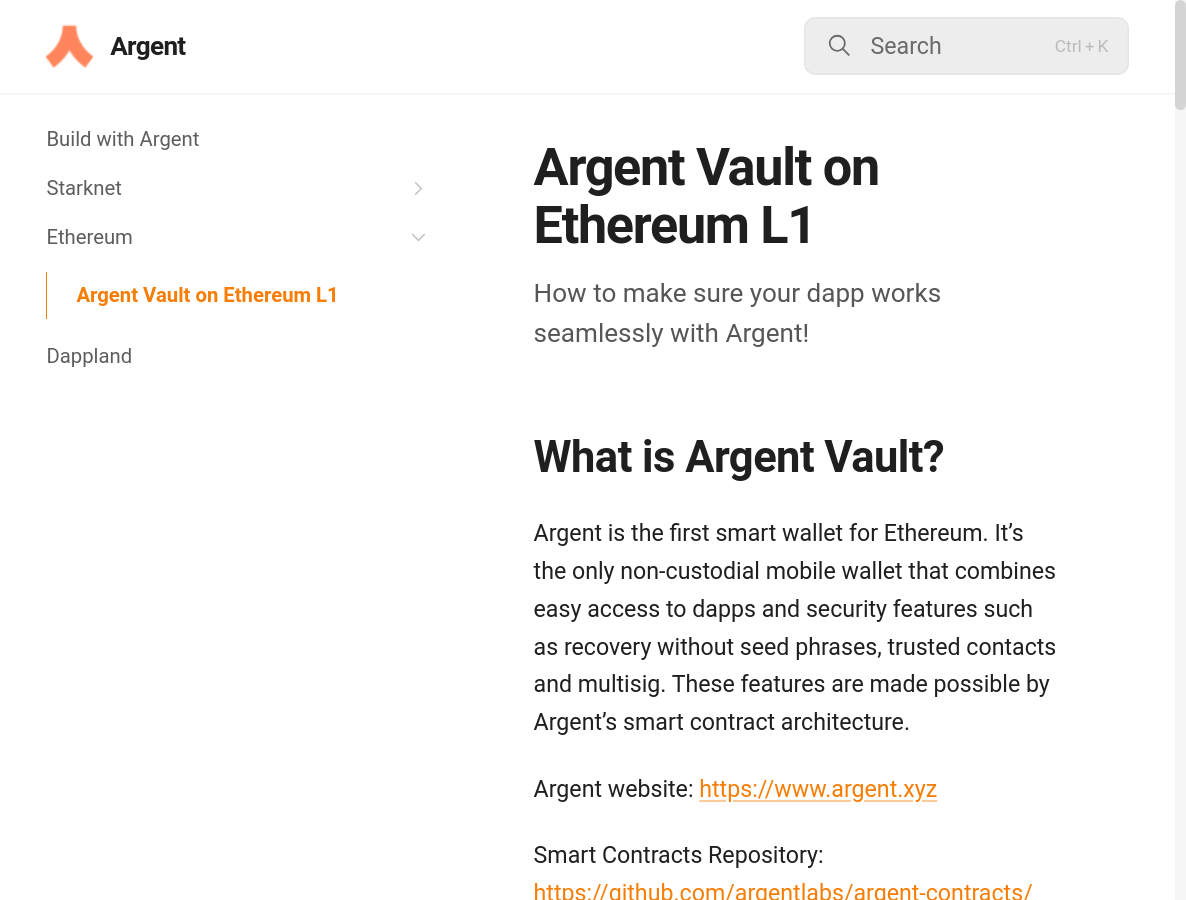 Argent
Search
Ctrl + K
Build with Argent
Starknet
Ethereum
Argent Vault on Ethereum L1
Dappland
Argent Vault on
Ethereum L1
How to make sure your dapp works
seamlessly with Argent!
What is Argent Vault?
Argent is the first smart wallet for Ethereum. It’s
the only non-custodial mobile wallet that combines
easy access to dapps and security features such
as recovery without seed phrases, trusted contacts
and multisig. These features are made possible by
Argent’s smart contract architecture.
Argent website: https://www.argent.xyz
Smart Contracts Repository:
https://github.com/argentlabs/argent-contracts/